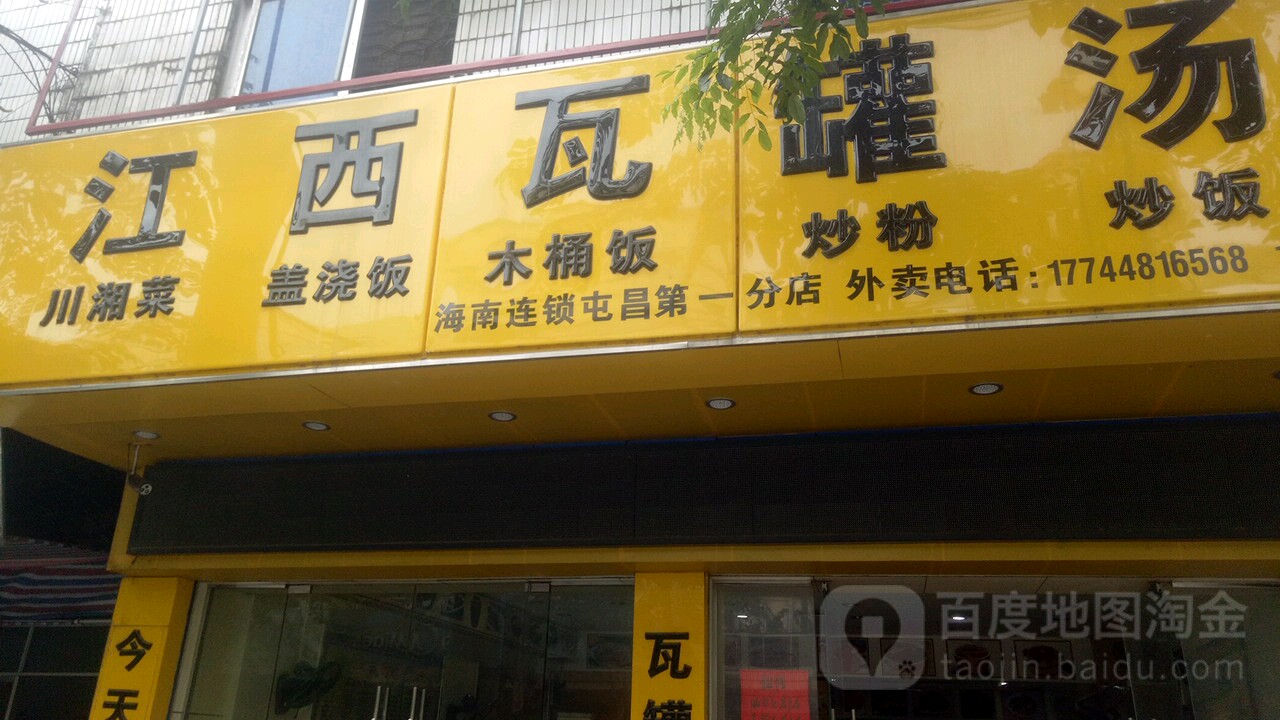 江西瓦罐汤
川湘菜 盖浇饭 木桶饭 炒粉 炒饭
海南连锁屯昌第一分店 外卖电话:17744816568
今天
瓦罐
百度地图淘金
taojin.baidu.com